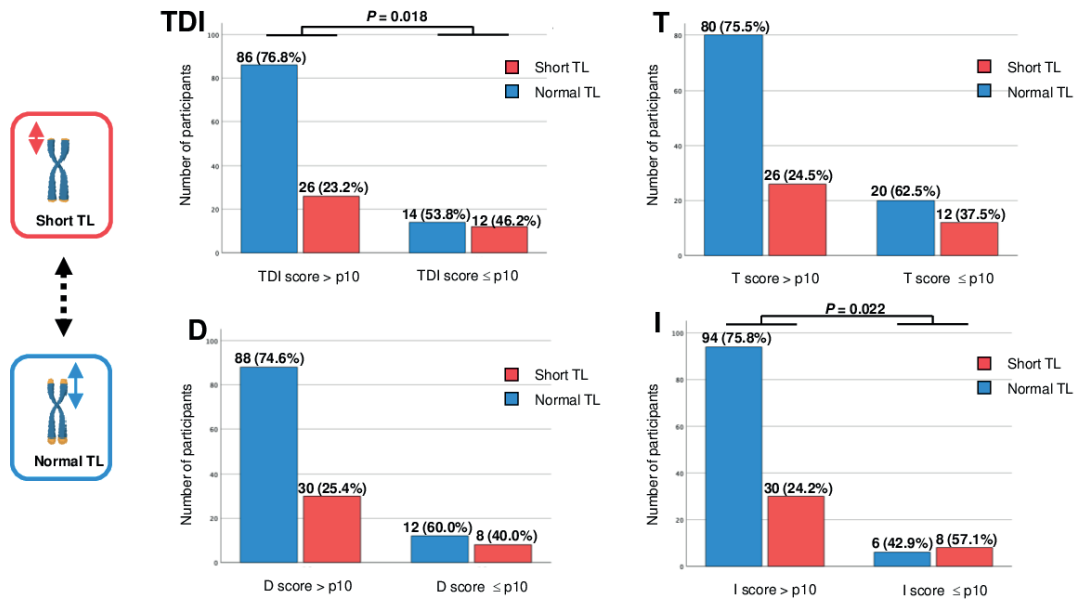 TDI
P = 0.018
Number of participants
100
80
60
40
20
0
86 (76.8%)
26 (23.2%)
14 (53.8%)
12 (46.2%)
Short TL
Normal TL
TDI score > p10
TDI score ≤ p10
T
Number of participants
80
60
40
20
0
80 (75.5%)
26 (24.5%)
20 (62.5%)
12 (37.5%)
Short TL
Normal TL
T score > p10
T score ≤ p10
Short TL
Normal TL
D
Number of participants
100
80
60
40
20
0
88 (74.6%)
30 (25.4%)
12 (60.0%)
8 (40.0%)
Short TL
Normal TL
D score > p10
D score ≤ p10
I
P = 0.022
Number of participants
100
80
60
40
20
0
94 (75.8%)
30 (24.2%)
6 (42.9%)
8 (57.1%)
Short TL
Normal TL
I score > p10
I score ≤ p10